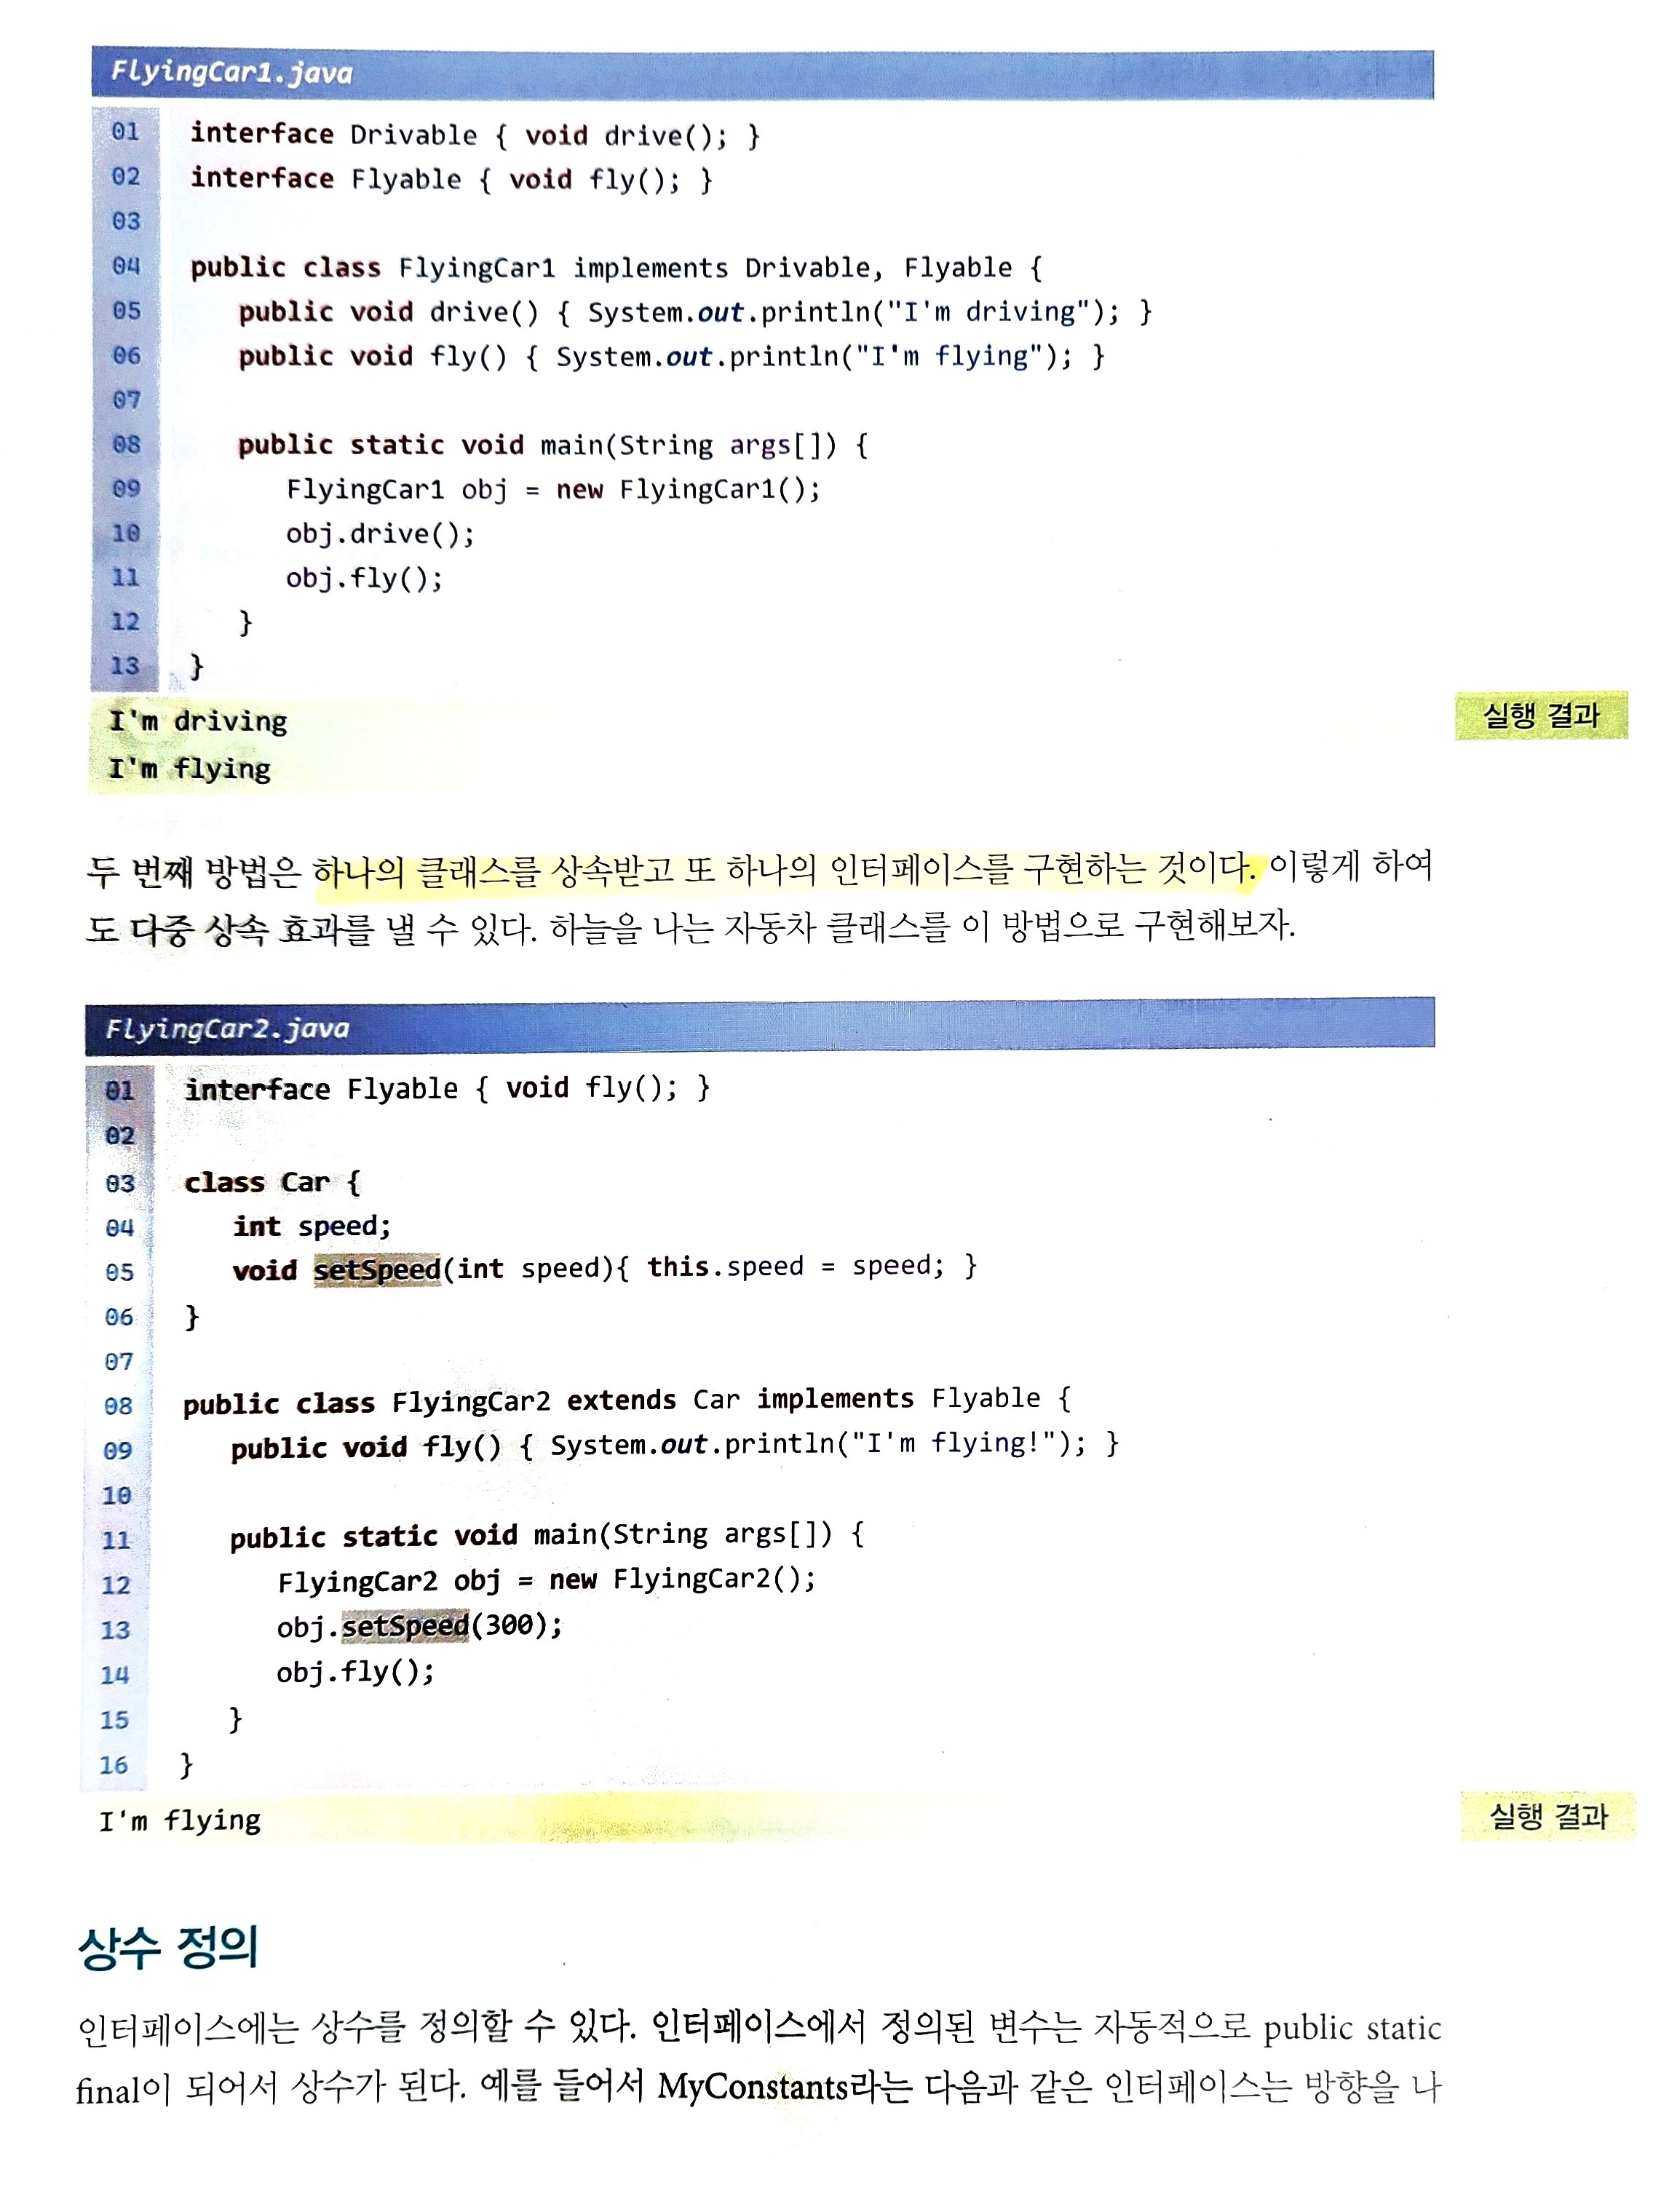 FlyingCar1.java
01 interface Drivable { void drive(); }
02 interface Flyable { void fly(); }
03
04 public class FlyingCar1 implements Drivable, Flyable {
05 public void drive() { System.out.println("I'm driving"); }
06 public void fly() { System.out.println("I'm flying"); }
07
08 public static void main(String args[]) {
09 FlyingCar1 obj = new FlyingCar1();
10 obj.drive();
11 obj.fly();
12 }
13 }
I'm driving 실행 결과
I'm flying
두 번째 방법은 하나의 클래스를 상속받고 또 하나의 인터페이스를 구현하는 것이다. 이렇게 하여
도 다중 상속 효과를 낼 수 있다. 하늘을 나는 자동차 클래스를 이 방법으로 구현해보자.
FlyingCar2.java
01 interface Flyable { void fly(); }
02
03 class Car {
04 int speed;
05 void setSpeed(int speed){ this.speed = speed; }
06 }
07
08 public class FlyingCar2 extends Car implements Flyable {
09 public void fly() { System.out.println("I'm flying!"); }
10
11 public static void main(String args[]) {
12 FlyingCar2 obj = new FlyingCar2();
13 obj.setSpeed(300);
14 obj.fly();
15 }
16 }
I'm flying 실행 결과
상수 정의
인터페이스에는 상수를 정의할 수 있다. 인터페이스에서 정의된 변수는 자동적으로 public static
final이 되어서 상수가 된다. 예를 들어서 MyConstants라는 다음과 같은 인터페이스는 방향을 나